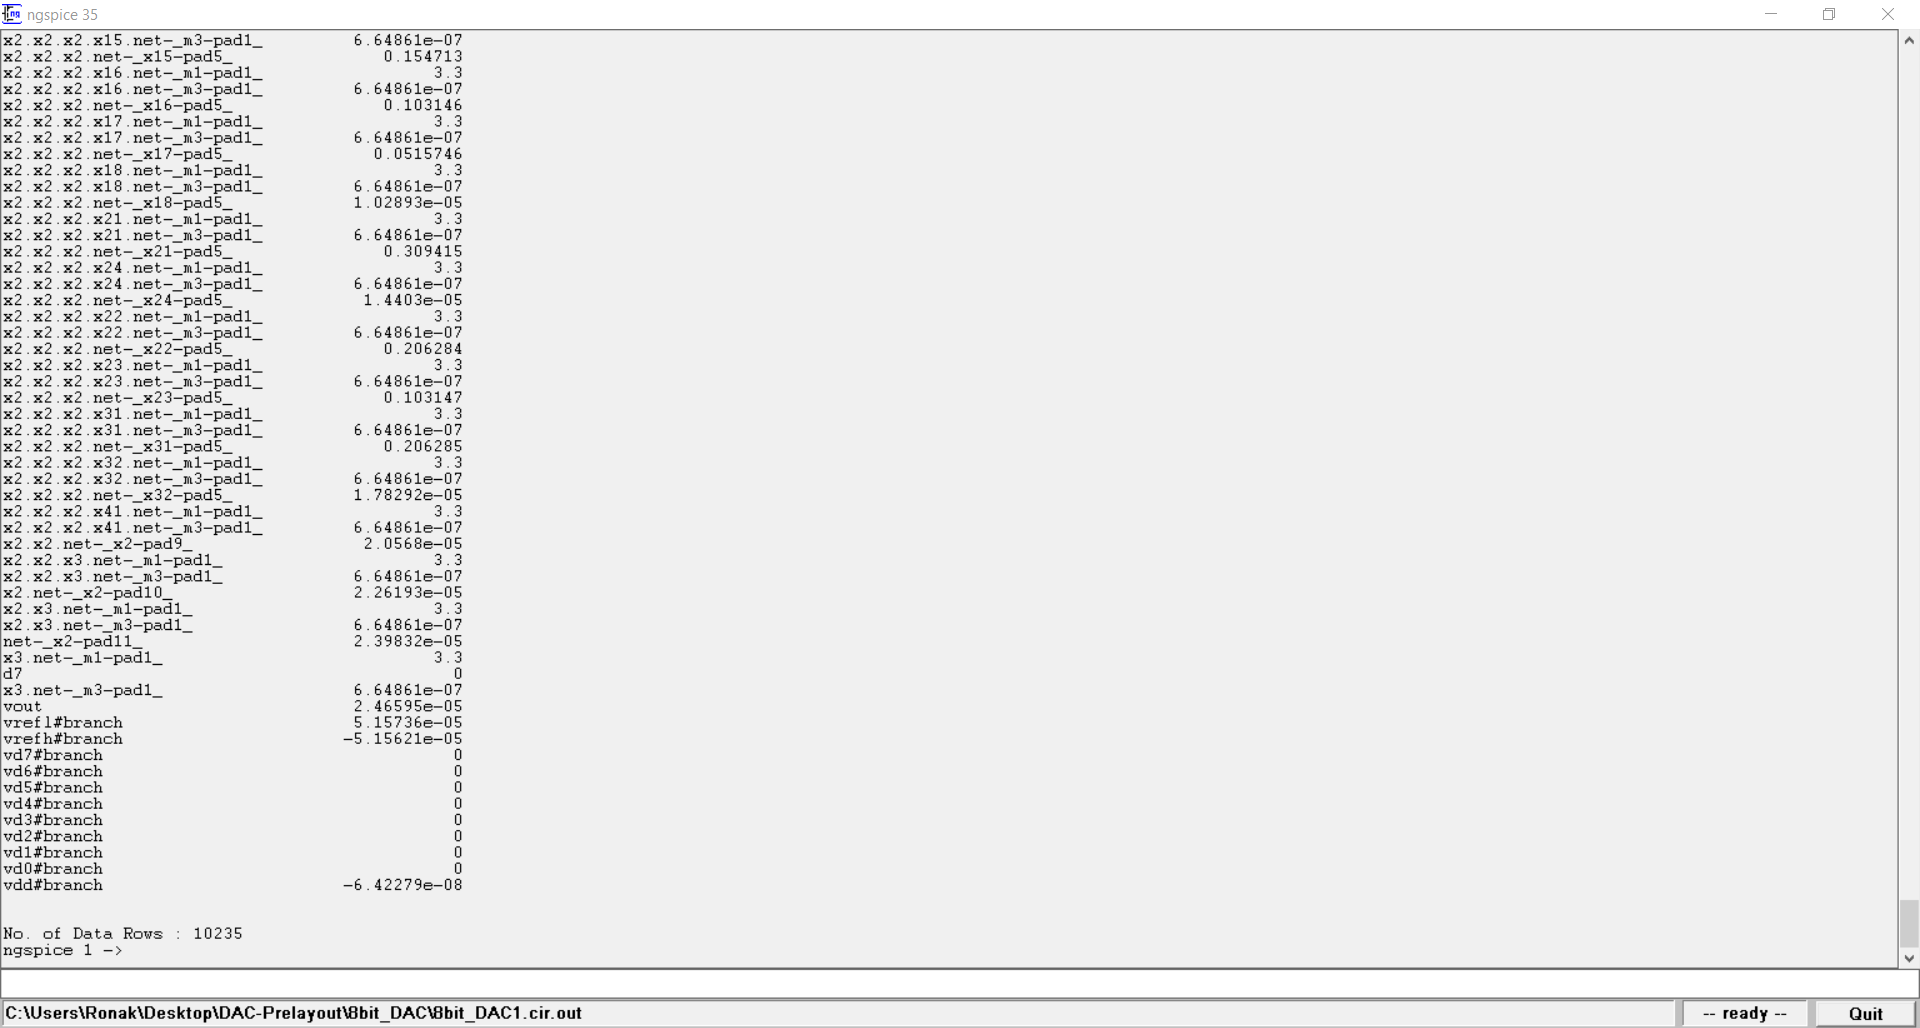 ngspice 35
x2.x2.x2.x15.net-_m3-pad1_ 6.64861e-07
x2.x2.x2.net-_x15-pad5_ 0.154713
x2.x2.x2.x16.net-_m1-pad1_ 3.3
x2.x2.x2.x16.net-_m3-pad1_ 6.64861e-07
x2.x2.x2.net-_x16-pad5_ 0.103146
x2.x2.x2.x17.net-_m1-pad1_ 3.3
x2.x2.x2.x17.net-_m3-pad1_ 6.64861e-07
x2.x2.x2.net-_x17-pad5_ 0.0515746
x2.x2.x2.x18.net-_m1-pad1_ 3.3
x2.x2.x2.x18.net-_m3-pad1_ 6.64861e-07
x2.x2.x2.net-_x18-pad5_ 1.02893e-05
x2.x2.x2.x21.net-_m1-pad1_ 3.3
x2.x2.x2.x21.net-_m3-pad1_ 6.64861e-07
x2.x2.x2.net-_x21-pad5_ 0.309415
x2.x2.x2.x24.net-_m1-pad1_ 3.3
x2.x2.x2.x24.net-_m3-pad1_ 6.64861e-07
x2.x2.x2.net-_x24-pad5_ 1.4403e-05
x2.x2.x2.x22.net-_m1-pad1_ 3.3
x2.x2.x2.x22.net-_m3-pad1_ 6.64861e-07
x2.x2.x2.net-_x22-pad5_ 0.206284
x2.x2.x2.x23.net-_m1-pad1_ 3.3
x2.x2.x2.x23.net-_m3-pad1_ 6.64861e-07
x2.x2.x2.net-_x23-pad5_ 0.103147
x2.x2.x2.x31.net-_m1-pad1_ 3.3
x2.x2.x2.x31.net-_m3-pad1_ 6.64861e-07
x2.x2.x2.net-_x31-pad5_ 0.206285
x2.x2.x2.x32.net-_m1-pad1_ 3.3
x2.x2.x2.x32.net-_m3-pad1_ 6.64861e-07
x2.x2.x2.net-_x32-pad5_ 1.78292e-05
x2.x2.x2.x41.net-_m1-pad1_ 3.3
x2.x2.x2.x41.net-_m3-pad1_ 6.64861e-07
x2.x2.net-_x2-pad9_ 2.0568e-05
x2.x2.x3.net-_m1-pad1_ 3.3
x2.x2.x3.net-_m3-pad1_ 6.64861e-07
x2.net-_x2-pad10_ 2.26193e-05
x2.x3.net-_m1-pad1_ 3.3
x2.x3.net-_m3-pad1_ 6.64861e-07
net-_x2-pad11_ 2.39832e-05
x3.net-_m1-pad1_ 3.3
d7 0
x3.net-_m3-pad1_ 6.64861e-07
vout 2.46595e-05
vrefl#branch 5.15736e-05
vrefh#branch -5.15621e-05
vd7#branch 0
vd6#branch 0
vd5#branch 0
vd4#branch 0
vd3#branch 0
vd2#branch 0
vd1#branch 0
vd0#branch 0
vdd#branch -6.42279e-08
No. of Data Rows : 10235
ngspice 1 ->
C:\Users\Ronak\Desktop\DAC-Prelayout\8bit_DAC\8bit_DAC1.cir.out -- ready -- Quit